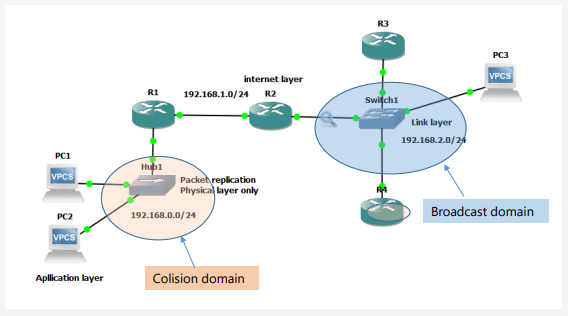 R3
PC3
VPCS
internet layer
192.168.1.0/24
R1
R2
Switch1
Link layer
192.168.2.0/24
PC1
VPCS
Hub1
Packet replication
Physical layer only
R4
PC2
VPCS
192.168.0.0/24
Broadcast domain
Apllication layer
Colision domain